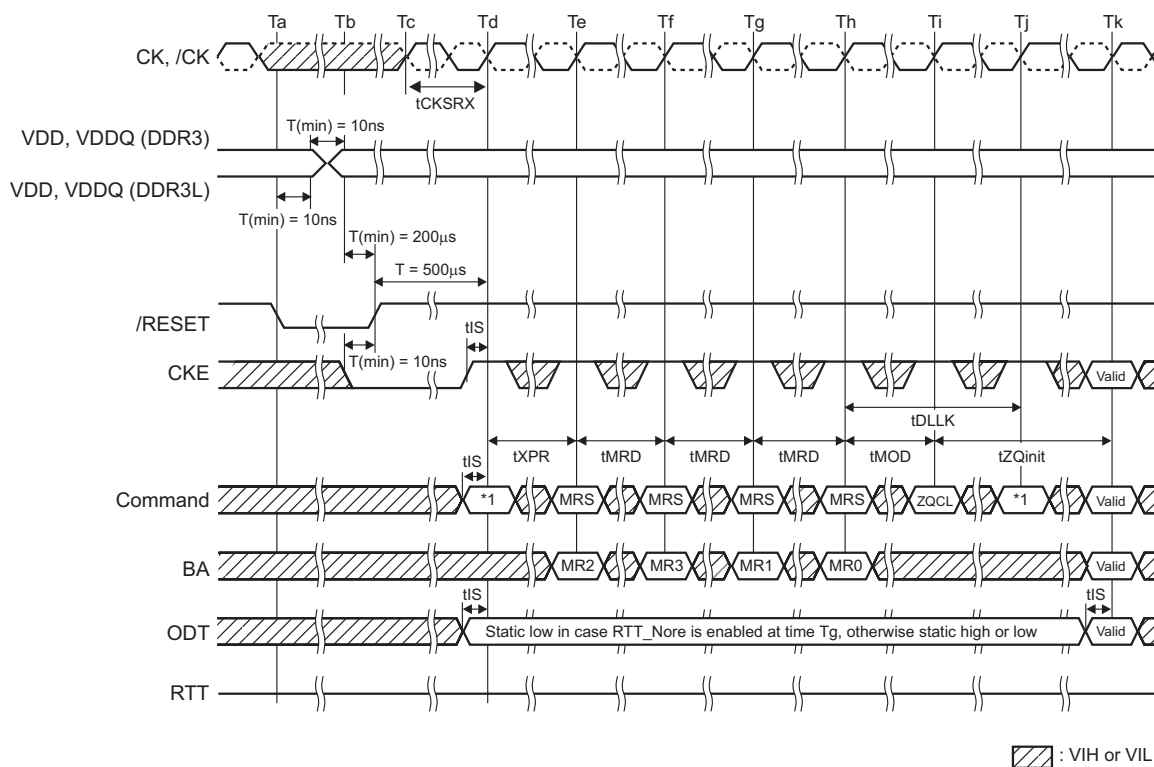 Ta Tb Tc Td Te Tf Tg Th Ti Tj Tk
CK, /CK
tCKSRX
VDD, VDDQ (DDR3)
T(min) = 10ns
VDD, VDDQ (DDR3L)
T(min) = 10ns
T(min) = 200μs
T = 500μs
/RESET
tIS
T(min) = 10ns
CKE
Valid
tDLLK
tXPR tMRD tMRD tMRD tMOD tZQinit
tIS
Command *1 MRS MRS MRS MRS ZQCL *1 Valid
BA MR2 MR3 MR1 MR0 Valid
tIS tIS
ODT Static low in case RTT_Nore is enabled at time Tg, otherwise static high or low Valid
RTT
: VIH or VIL